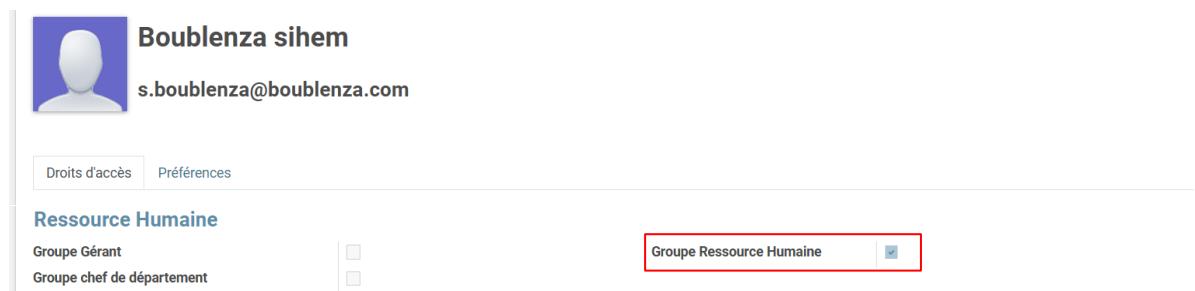 Boublenza sihem
s.boublenza@boublenza.com
Droits d'accès Préférences
Ressource Humaine
Groupe Gérant Groupe Ressource Humaine
Groupe chef de département